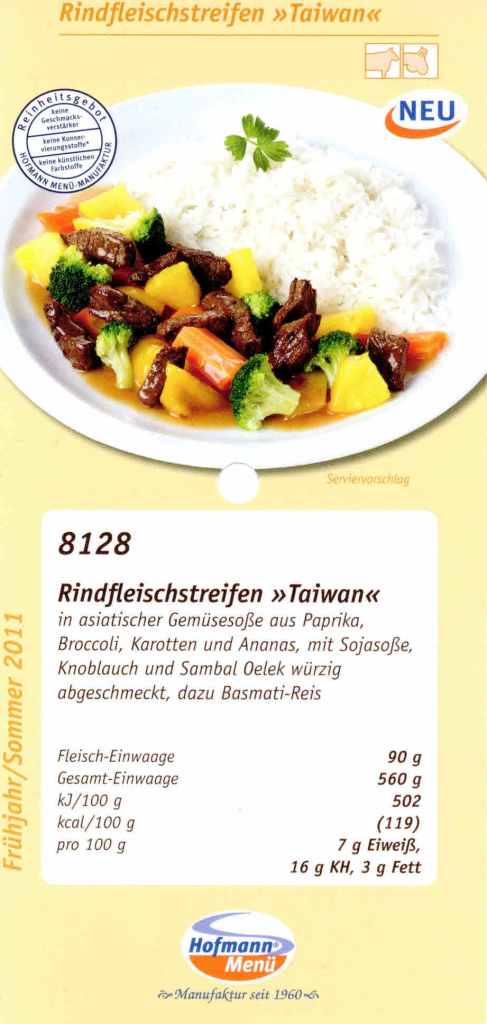 Rindfleischstreifen »Taiwan«
NEU
Reinheitsgebot
keine
Geschmacks-
verstärker
keine Konser-
vierungsstoffe*
keine künstlichen
Farbstoffe
HOFMANN MENÜ-MANUFAKTUR
Serviervorschlag
8128
Rindfleischstreifen »Taiwan«
in asiatischer Gemüsesoße aus Paprika,
Broccoli, Karotten und Ananas, mit Sojasoße,
Knoblauch und Sambal Oelek würzig
abgeschmeckt, dazu Basmati-Reis
Fleisch-Einwaage 90 g
Gesamt-Einwaage 560 g
kJ/100 g 502
kcal/100 g (119)
pro 100 g 7 g Eiweiß,
16 g KH, 3 g Fett
Frühjahr/Sommer 2011
Hofmann®
Menü
Manufaktur seit 1960